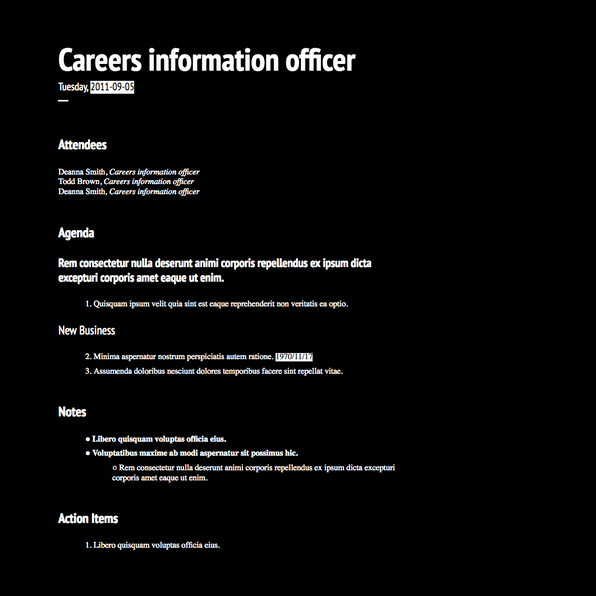 Careers information officer
Tuesday, 2011-09-05
Attendees
Deanna Smith, Careers information officer
Todd Brown, Careers information officer
Deanna Smith, Careers information officer
Agenda
Rem consectetur nulla deserunt animi corporis repellendus ex ipsum dicta
excepturi corporis amet eaque ut enim.
1. Quisquam ipsum velit quia sint est eaque reprehenderit non veritatis ea optio.
New Business
2. Minima aspernatur nostrum perspiciatis autem ratione. 1970/11/17
3. Assumenda doloribus nesciunt dolores temporibus facere sint repellat vitae.
Notes
● Libero quisquam voluptas officia eius.
● Voluptatibus maxime ab modi aspernatur sit possimus hic.
○ Rem consectetur nulla deserunt animi corporis repellendus ex ipsum dicta excepturi
corporis amet eaque ut enim.
Action Items
1. Libero quisquam voluptas officia eius.